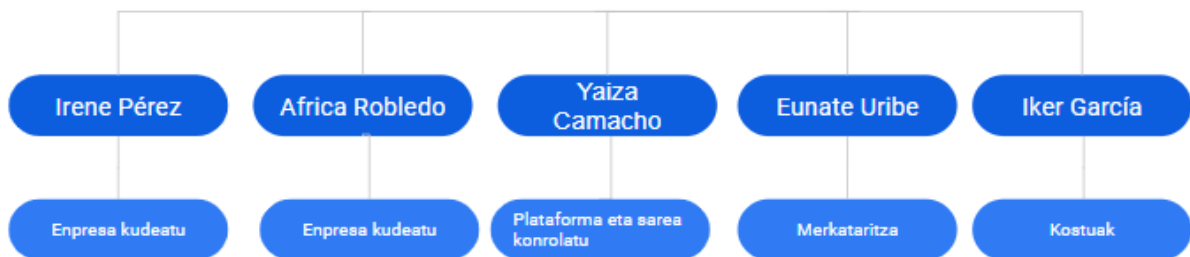 Irene Pérez
Africa Robledo
Yaiza
Camacho
Eunate Uribe
Iker García
Enpresa kudeatu
Enpresa kudeatu
Plataforma eta sarea
konrolatu
Merkataritza
Kostuak